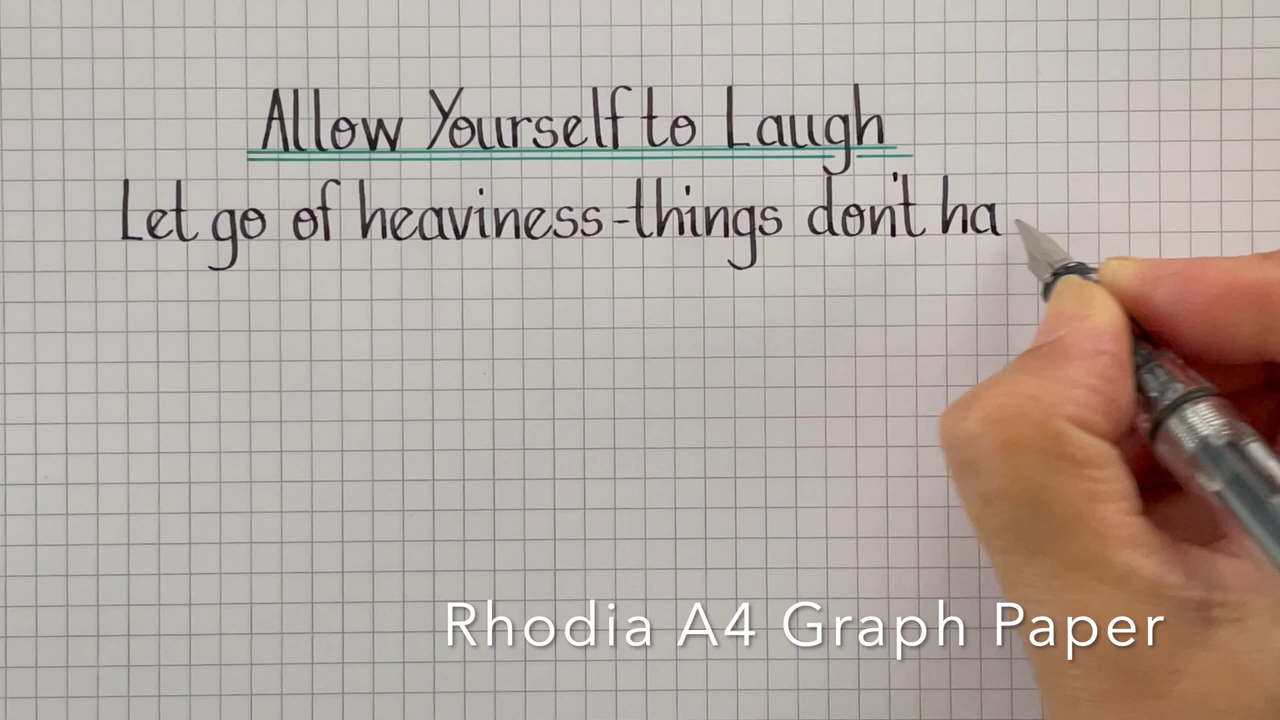 Allow Yourself to Laugh
Let go of heaviness-things don't ha
Rhodia A4 Graph Paper